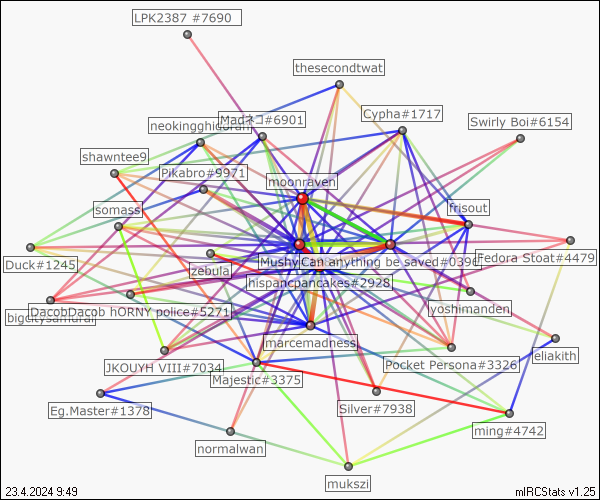 LPK2387 #7690
thesecondtwat
Cypha#1717
Swirly Boi#6154
Madネコ#6901
neokingghidorah
shawntee9
Pikabro#9971
moonraven
somass
frisout
Duck#1245
zebula
Mushy
Can anything be saved#0396
Fedora Stoat#4479
hispancpancakes#2928
bigcitysamurai
DacobDacob hORNY police#5271
yoshimanden
marcemadness
eliakith
JKOUYH VIII#7034
Pocket Persona#3326
Majestic#3375
Eg.Master#1378
Silver#7938
ming#4742
normalwan
mukszi
23.4.2024 9:49
mIRCStats v1.25